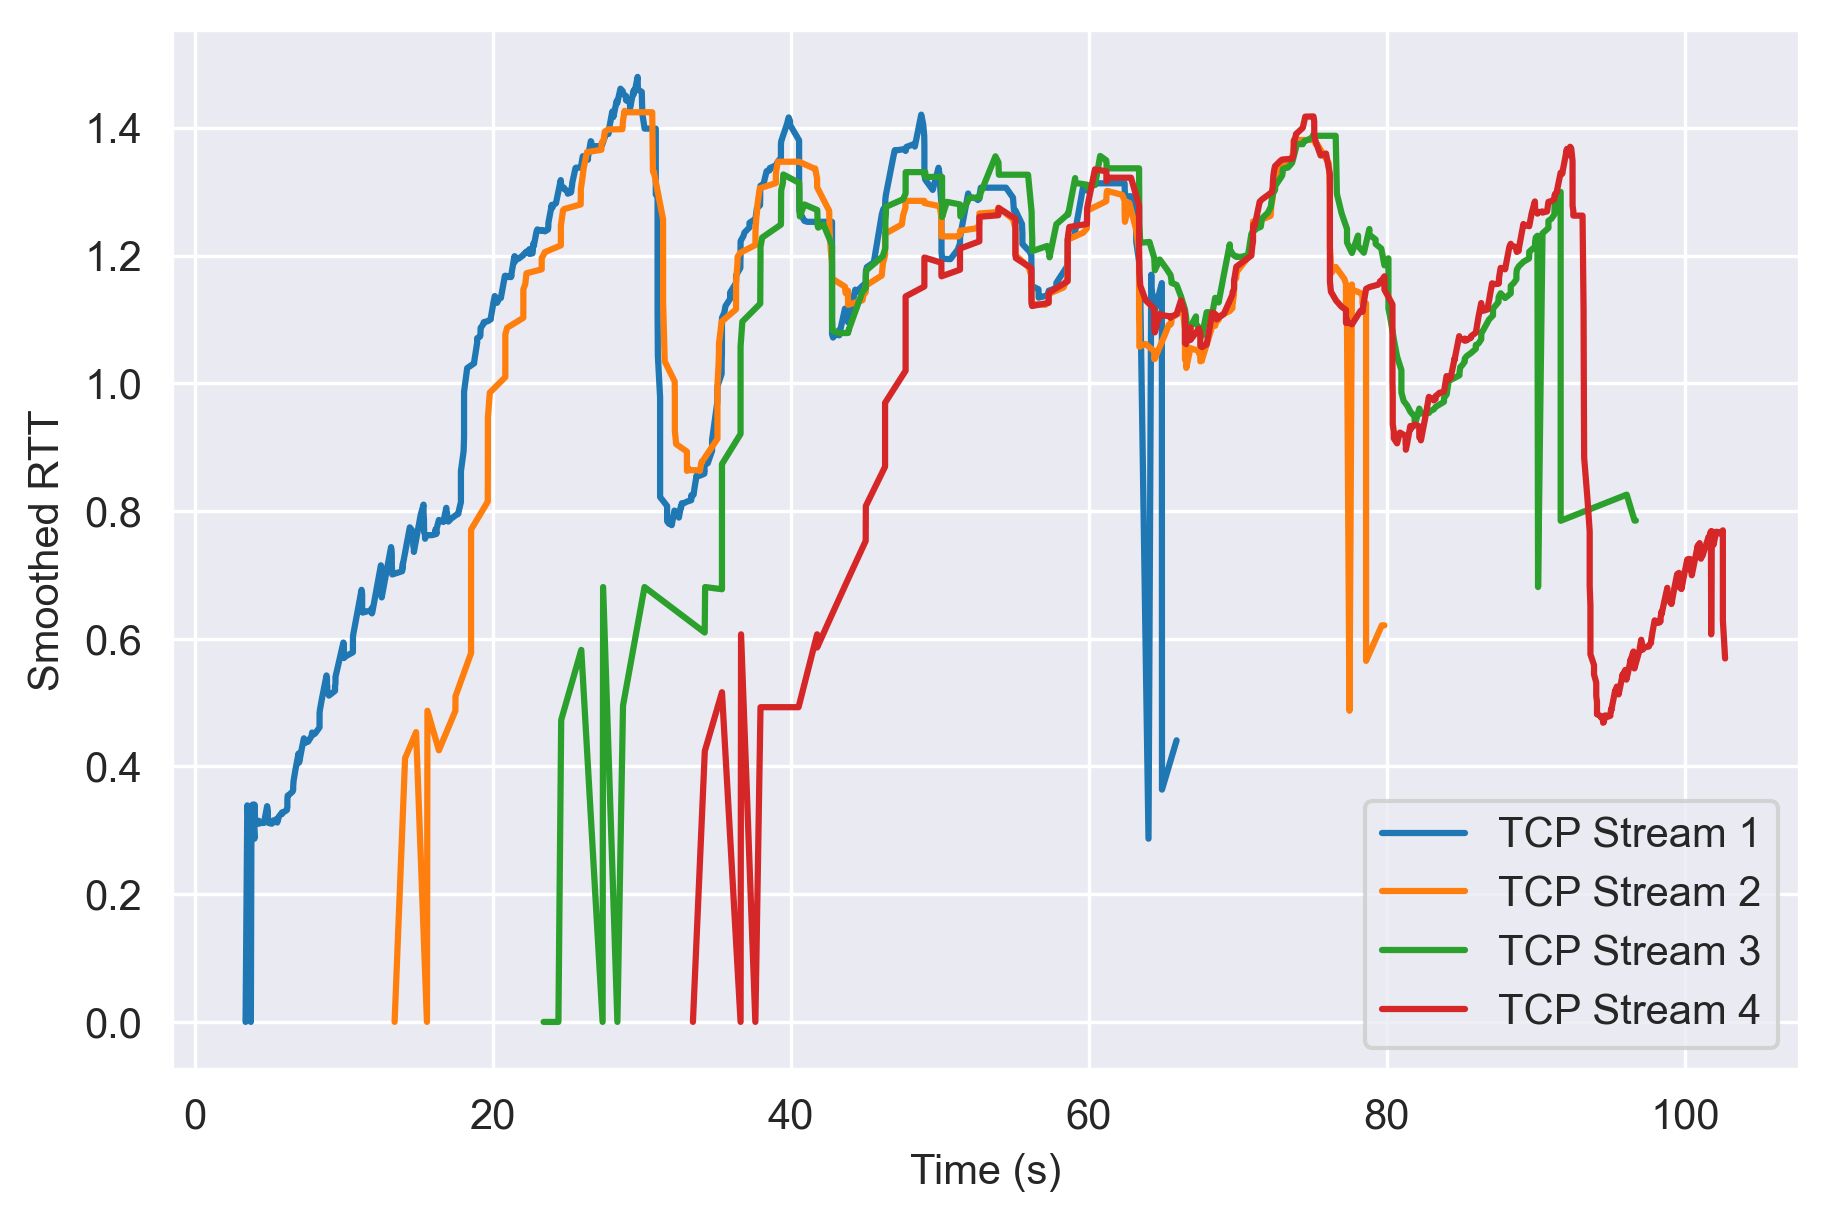 1.4
1.2
1.0
0.8
0.6
0.4
0.2
0.0
Smoothed RTT
0 20 40 60 80 100
Time (s)
TCP Stream 1
TCP Stream 2
TCP Stream 3
TCP Stream 4